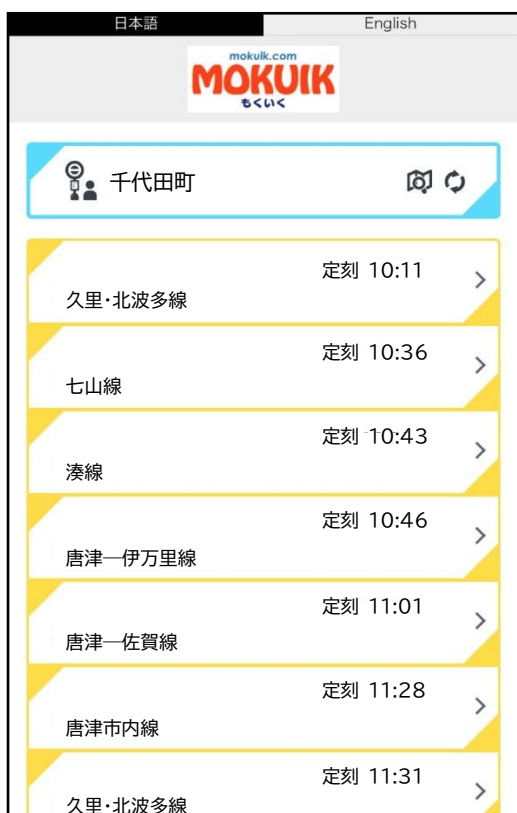 日本語
English
mokuik.com
MOKUIK
もくいく
千代田町
定刻 10:11
久里・北波多線
定刻 10:36
七山線
定刻 10:43
湊線
定刻 10:46
唐津―伊万里線
定刻 11:01
唐津―佐賀線
定刻 11:28
唐津市内線
定刻 11:31
久里・北波多線